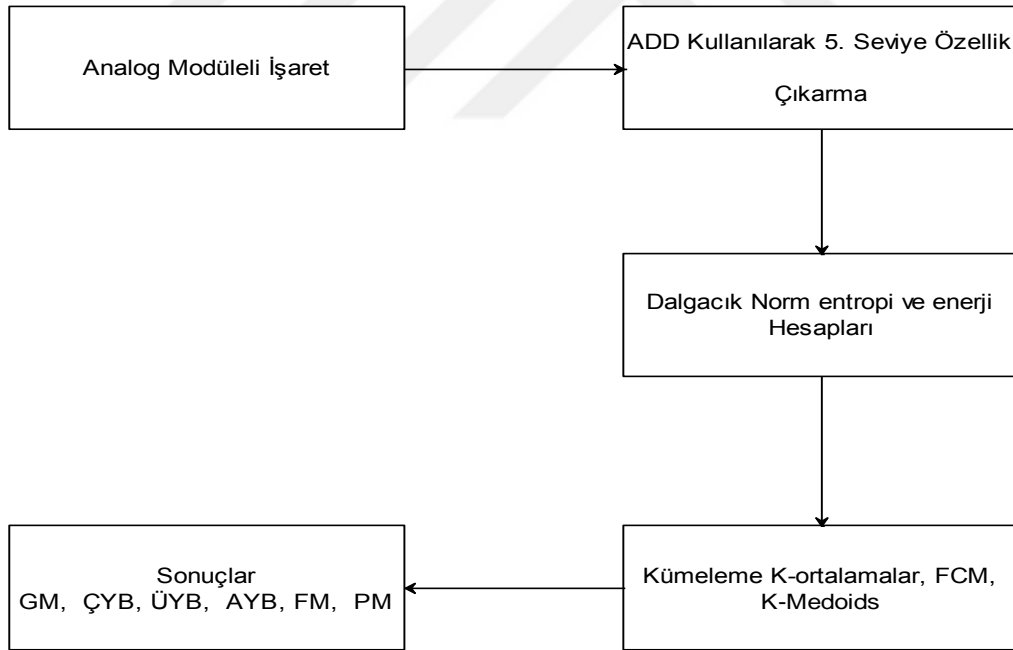 Analog Modüleli İşaret
ADD Kullanılarak 5. Seviye Özellik
Çıkarma
Dalgacık Norm entropi ve enerji
Hesapları
Kümeleme K-ortalamalar, FCM,
K-Medoids
Sonuçlar
GM, ÇYB, ÜYB, AYB, FM, PM